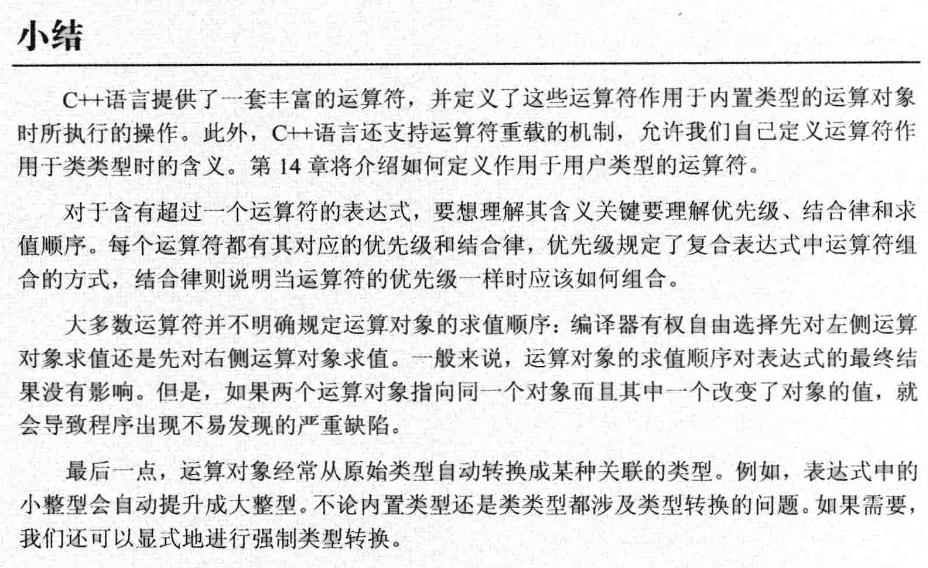 小结
C++语言提供了一套丰富的运算符，并定义了这些运算符作用于内置类型的运算对象
时所执行的操作。此外，C++语言还支持运算符重载的机制，允许我们自己定义运算符作
用于类类型时的含义。第 14 章将介绍如何定义作用于用户类型的运算符。
对于含有超过一个运算符的表达式，要想理解其含义关键要理解优先级、结合律和求
值顺序。每个运算符都有其对应的优先级和结合律，优先级规定了复合表达式中运算符组
合的方式，结合律则说明当运算符的优先级一样时应该如何组合。
大多数运算符并不明确规定运算对象的求值顺序：编译器有权自由选择先对左侧运算
对象求值还是先对右侧运算对象求值。一般来说，运算对象的求值顺序对表达式的最终结
果没有影响。但是，如果两个运算对象指向同一个对象而且其中一个改变了对象的值，就
会导致程序出现不易发现的严重缺陷。
最后一点，运算对象经常从原始类型自动转换成某种关联的类型。例如，表达式中的
小整型会自动提升成大整型。不论内置类型还是类类型都涉及类型转换的问题。如果需要，
我们还可以显式地进行强制类型转换。